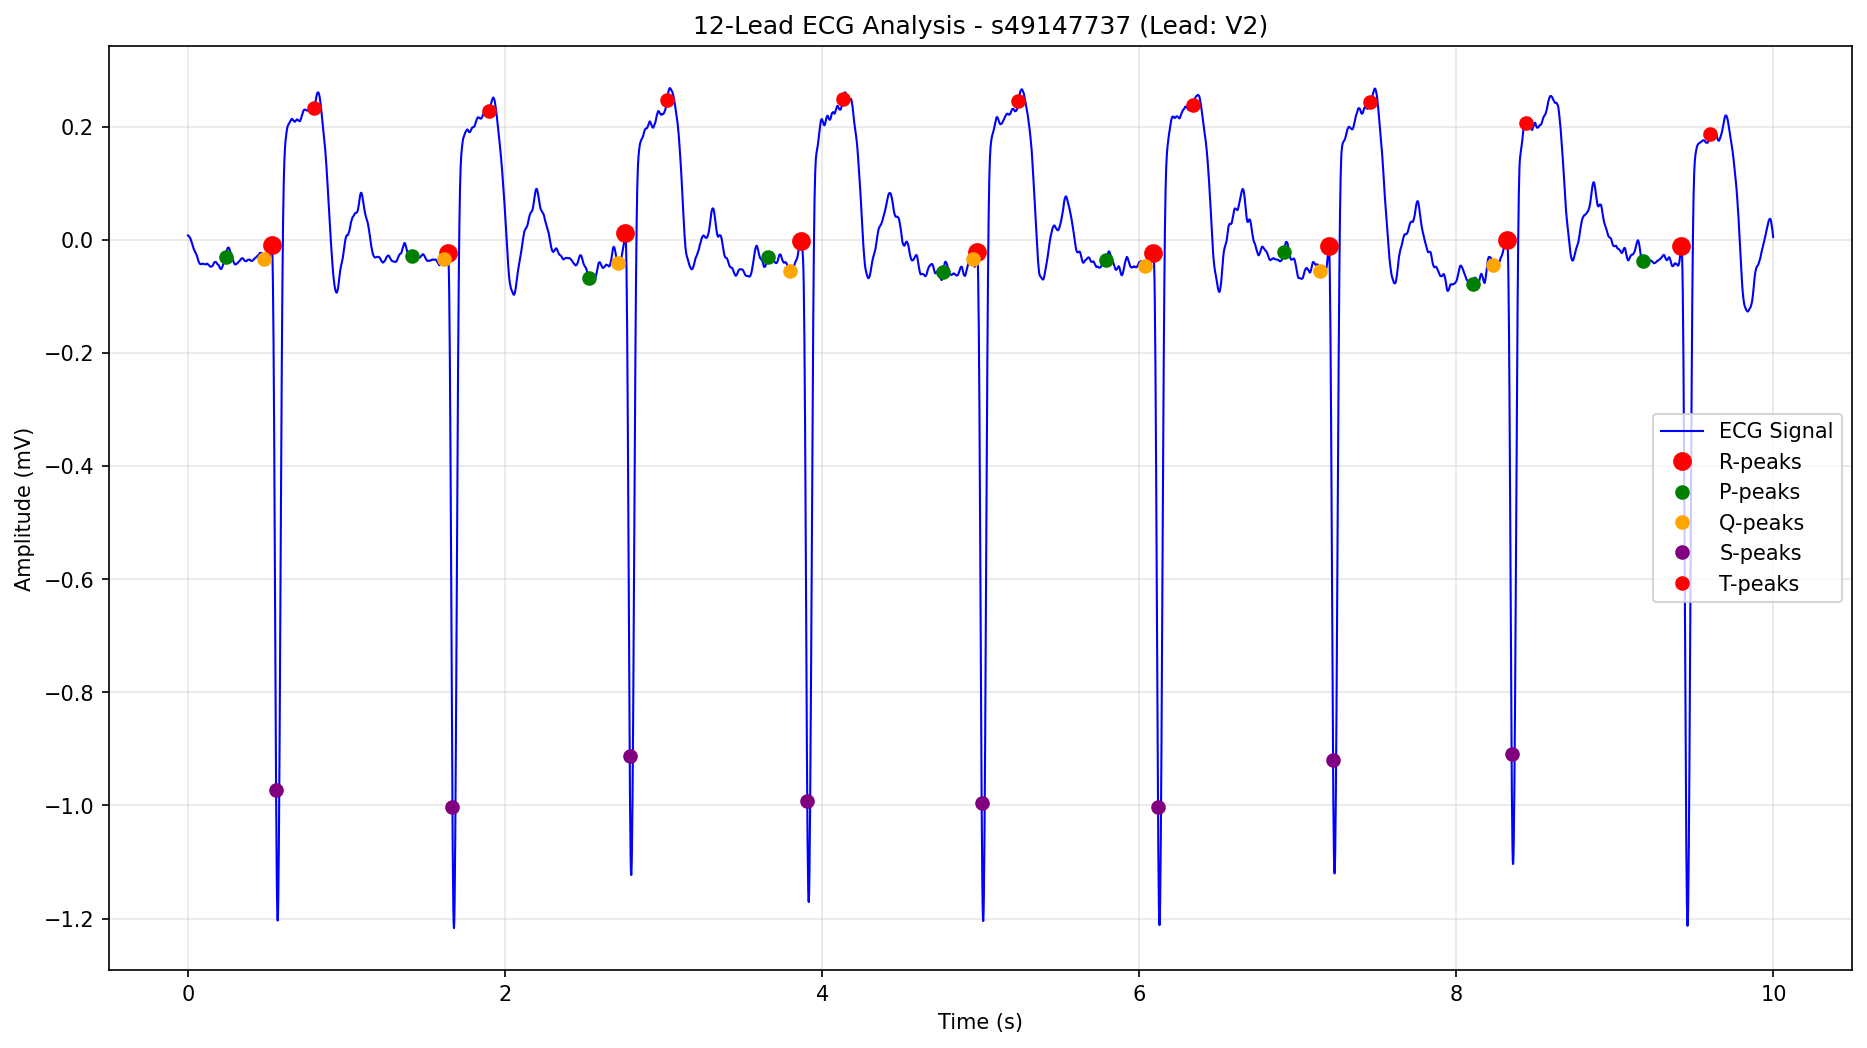 12-Lead ECG Analysis - s49147737 (Lead: V2)
Amplitude (mV)
0.2
0.0
−0.2
−0.4
−0.6
−0.8
−1.0
−1.2
ECG Signal
R-peaks
P-peaks
Q-peaks
S-peaks
T-peaks
0 2 4 6 8 10
Time (s)